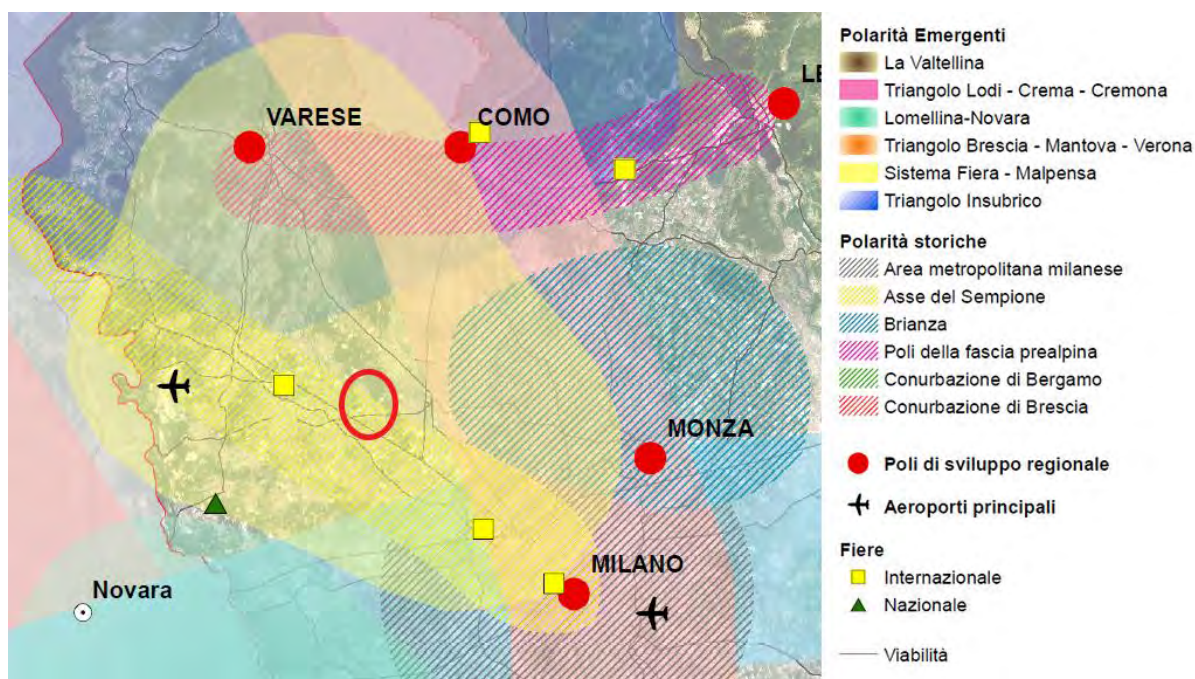 VARESE
COMO
LE
MONZA
MILANO
Novara
Polarità Emergenti
La Valtellina
Triangolo Lodi - Crema - Cremona
Lomellina-Novara
Triangolo Brescia - Mantova - Verona
Sistema Fiera - Malpensa
Triangolo Insubrico
Polarità storiche
Area metropolitana milanese
Asse del Sempione
Brianza
Poli della fascia prealpina
Conurbazione di Bergamo
Conurbazione di Brescia
Poli di sviluppo regionale
Aeroporti principali
Fiere
Internazionale
Nazionale
Viabilità